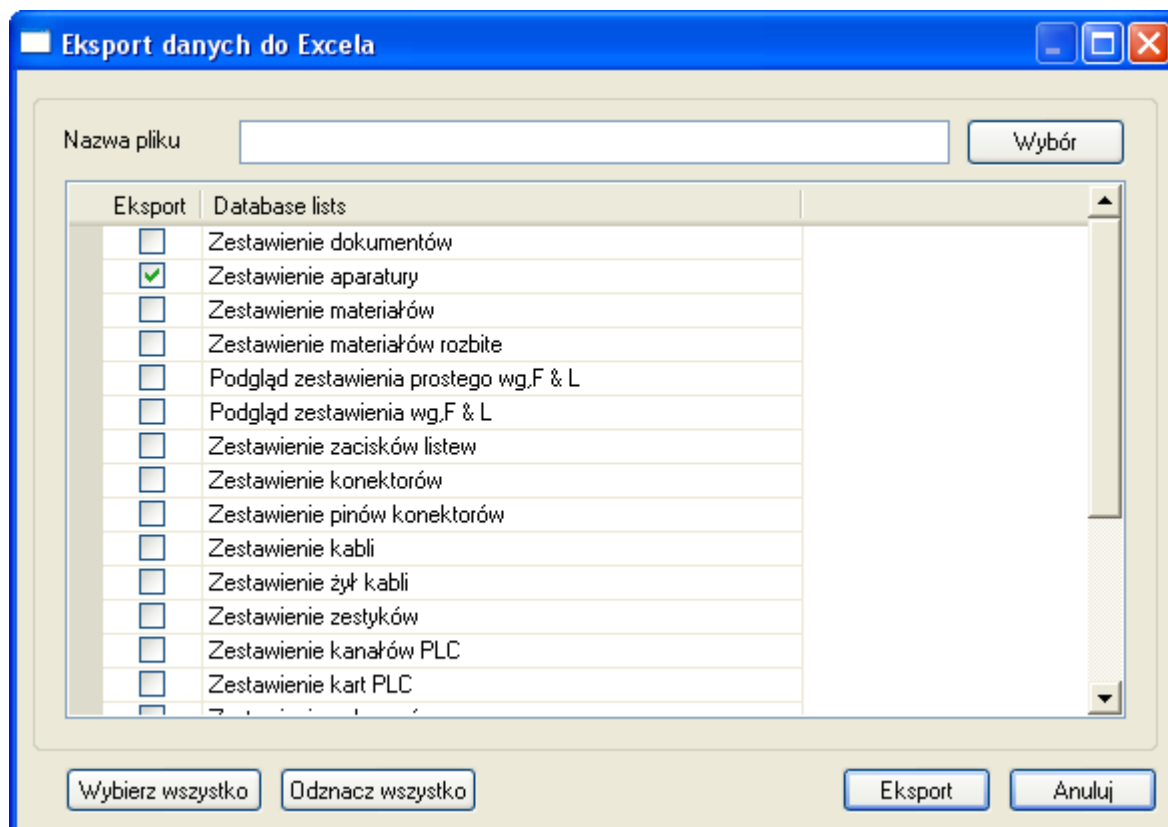 Eksport danych do Excela
Nazwa pliku
Wybór
Eksport Database lists
Zestawienie dokumentów
Zestawienie aparatury
Zestawienie materiałów
Zestawienie materiałów rozbite
Podgląd zestawienia prostego wg,F & L
Podgląd zestawienia wg,F & L
Zestawienie zacisków listew
Zestawienie konektorów
Zestawienie pinów konektorów
Zestawienie kabli
Zestawienie żył kabli
Zestawienie zestyków
Zestawienie kanałów PLC
Zestawienie kart PLC
Wybierz wszystko Odznacz wszystko Eksport Anuluj